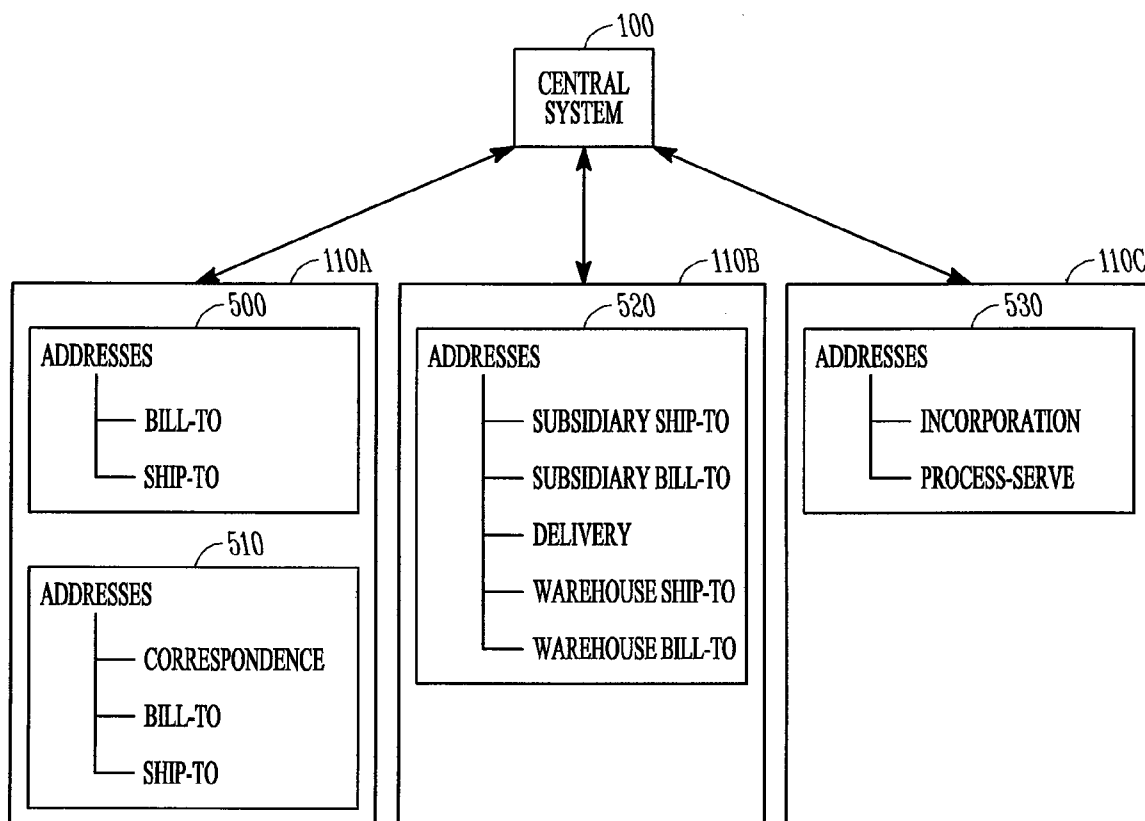 100
CENTRAL
SYSTEM
110A
500
ADDRESSES
BILL-TO
SHIP-TO
510
ADDRESSES
CORRESPONDENCE
BILL-TO
SHIP-TO
110B
520
ADDRESSES
SUBSIDIARY SHIP-TO
SUBSIDIARY BILL-TO
DELIVERY
WAREHOUSE SHIP-TO
WAREHOUSE BILL-TO
110C
530
ADDRESSES
INCORPORATION
PROCESS-SERVE